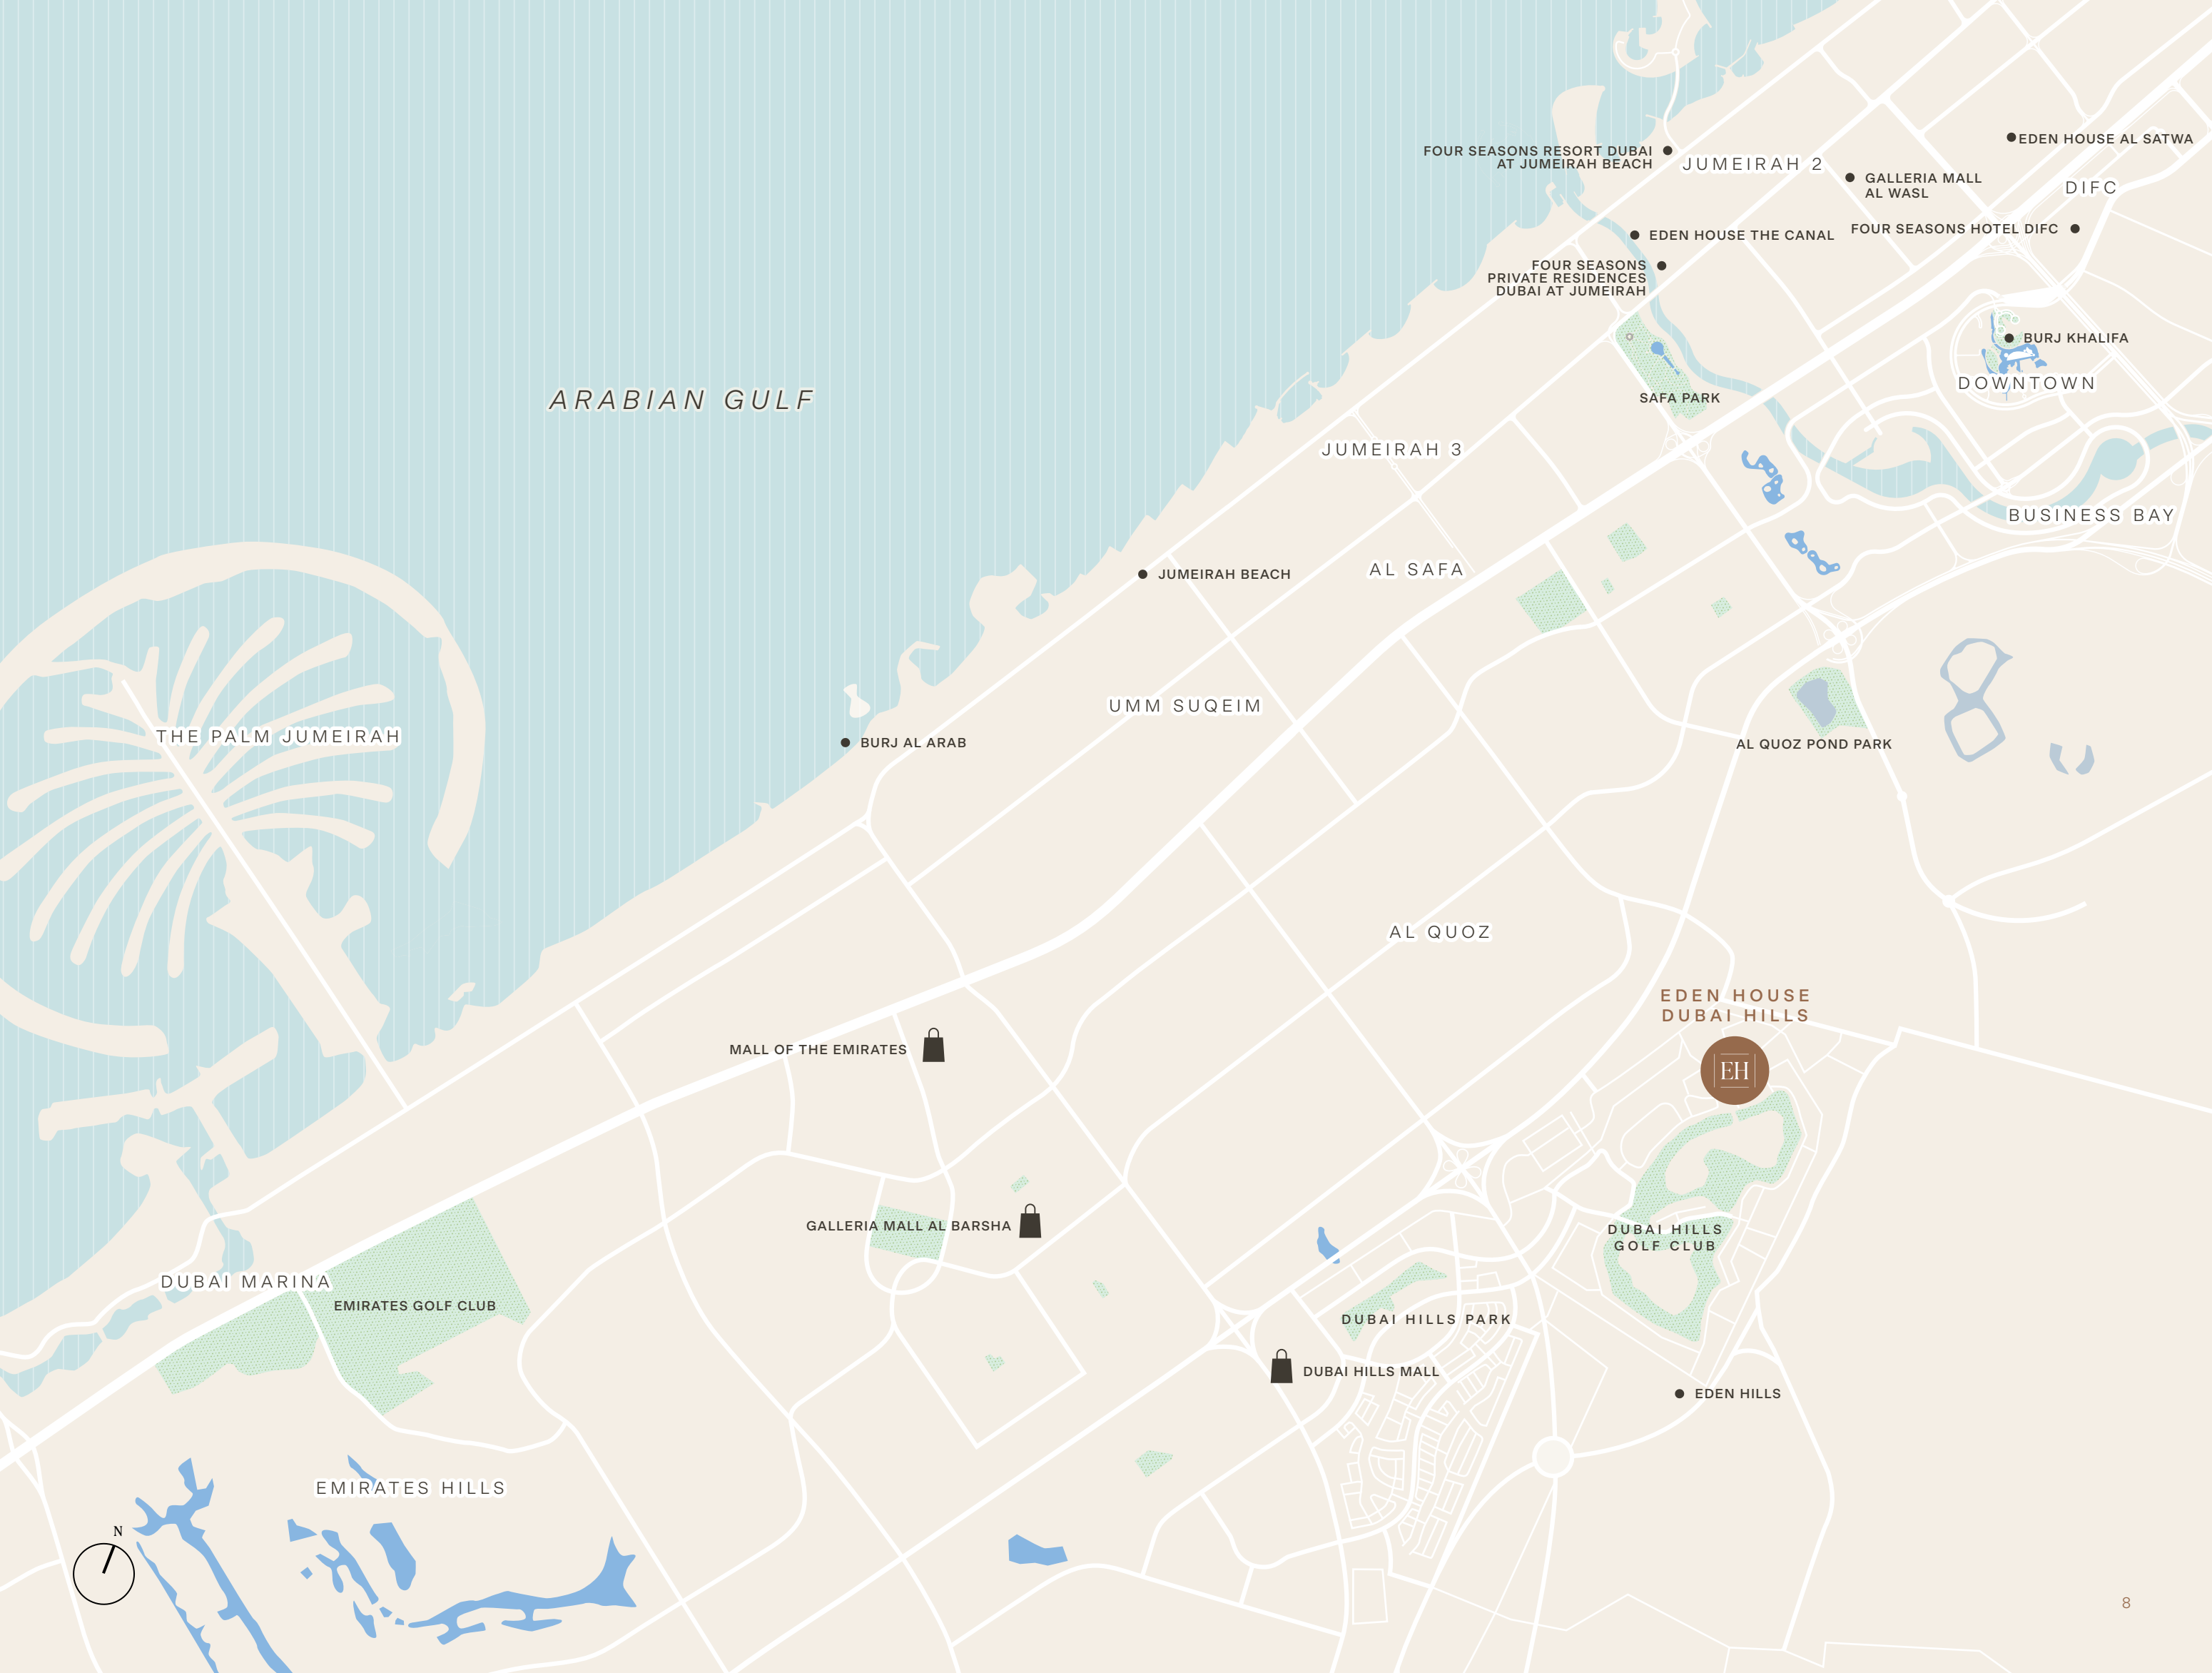 EDEN HOUSE AL SATWA
FOUR SEASONS RESORT DUBAI
AT JUMEIRAH BEACH
JUMEIRAH 2
GALLERIA MALL
AL WASL
DIFC
EDEN HOUSE THE CANAL
FOUR SEASONS HOTEL DIFC
FOUR SEASONS
PRIVATE RESIDENCES
DUBAI AT JUMEIRAH
BURJ KHALIFA
DOWNTOWN
SAFA PARK
ARABIAN GULF
JUMEIRAH 3
BUSINESS BAY
AL SAFA
JUMEIRAH BEACH
UMM SUQEIM
THE PALM JUMEIRAH
BURJ AL ARAB
AL QUOZ POND PARK
AL QUOZ
EDEN HOUSE
DUBAI HILLS
EH
MALL OF THE EMIRATES
GALLERIA MALL AL BARSHA
DUBAI HILLS
GOLF CLUB
DUBAI MARINA
EMIRATES GOLF CLUB
DUBAI HILLS PARK
DUBAI HILLS MALL
EDEN HILLS
EMIRATES HILLS
N
8